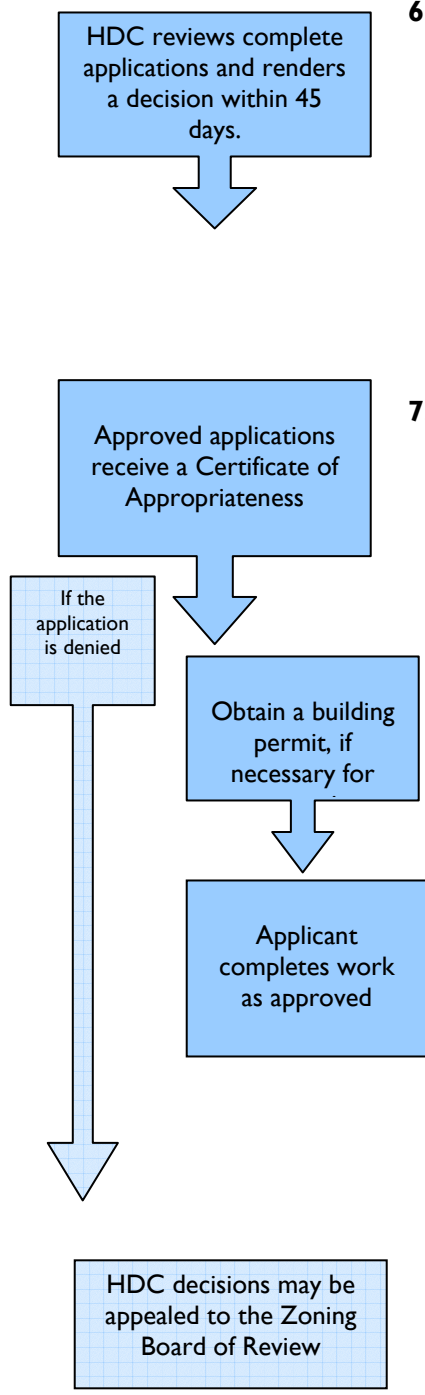 6
HDC reviews complete
applications and renders
a decision within 45
days.
7
Approved applications
receive a Certificate of
Appropriateness
If the
application
is denied
Obtain a building
permit, if
necessary for
Applicant
completes work
as approved
HDC decisions may be
appealed to the Zoning
Board of Review